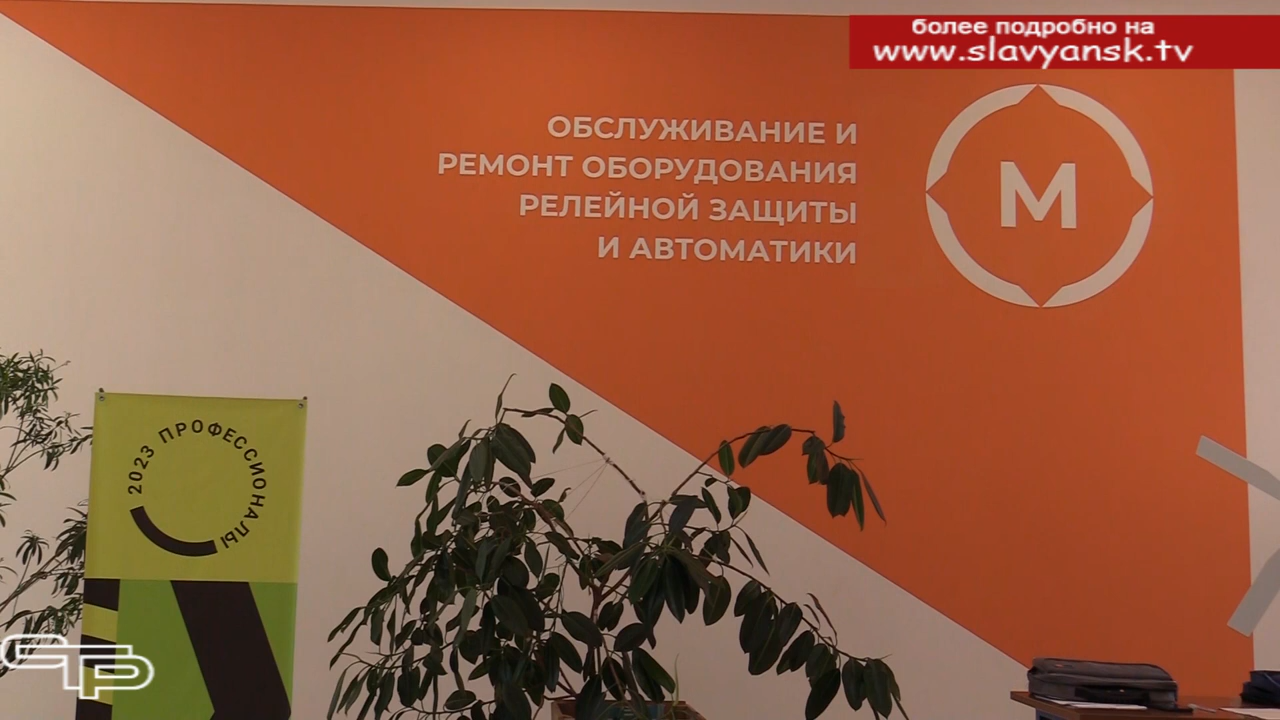 более подробно на
www.slavyansk.tv
ОБСЛУЖИВАНИЕ И
РЕМОНТ ОБОРУДОВАНИЯ
РЕЛЕЙНОЙ ЗАЩИТЫ
И АВТОМАТИКИ
М
2023 ПРОФЕССИОНАЛЫ